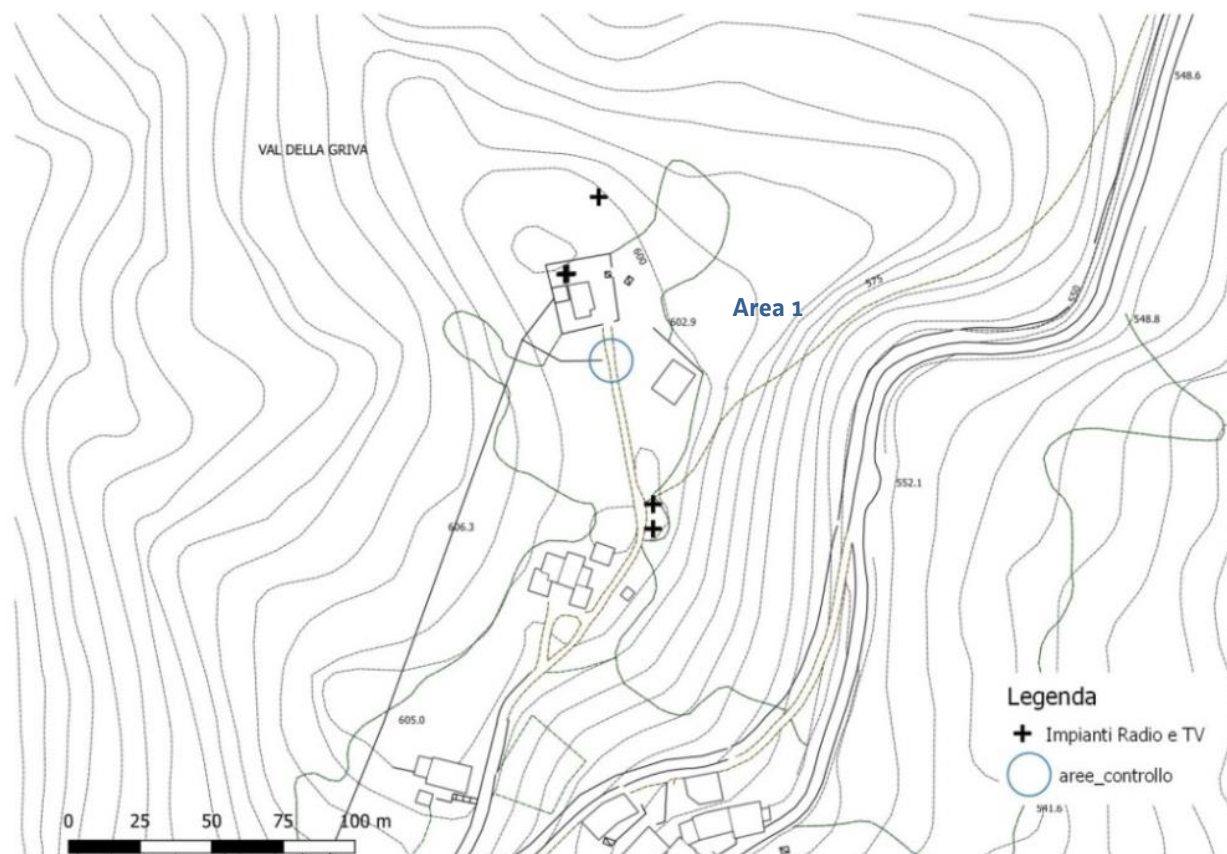 548.6
VAL DELLA GRIVA
600
575
550
Area 1
602.9
548.8
552.1
606.3
605.0
Legenda
Impianti Radio e TV
aree_controllo
541.6
0 25 50 75 100 m